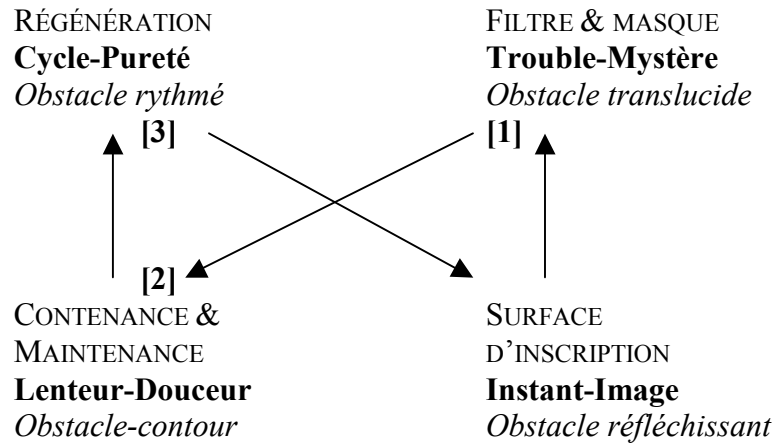 RÉGÉNÉRATION
Cycle-Pureté
Obstacle rythmé
[3]
FILTRE & MASQUE
Trouble-Mystère
Obstacle translucide
[1]
[2]
CONTENANCE &
MAINTENANCE
Lenteur-Douceur
Obstacle-contour
SURFACE
D’INSCRIPTION
Instant-Image
Obstacle réfléchissant